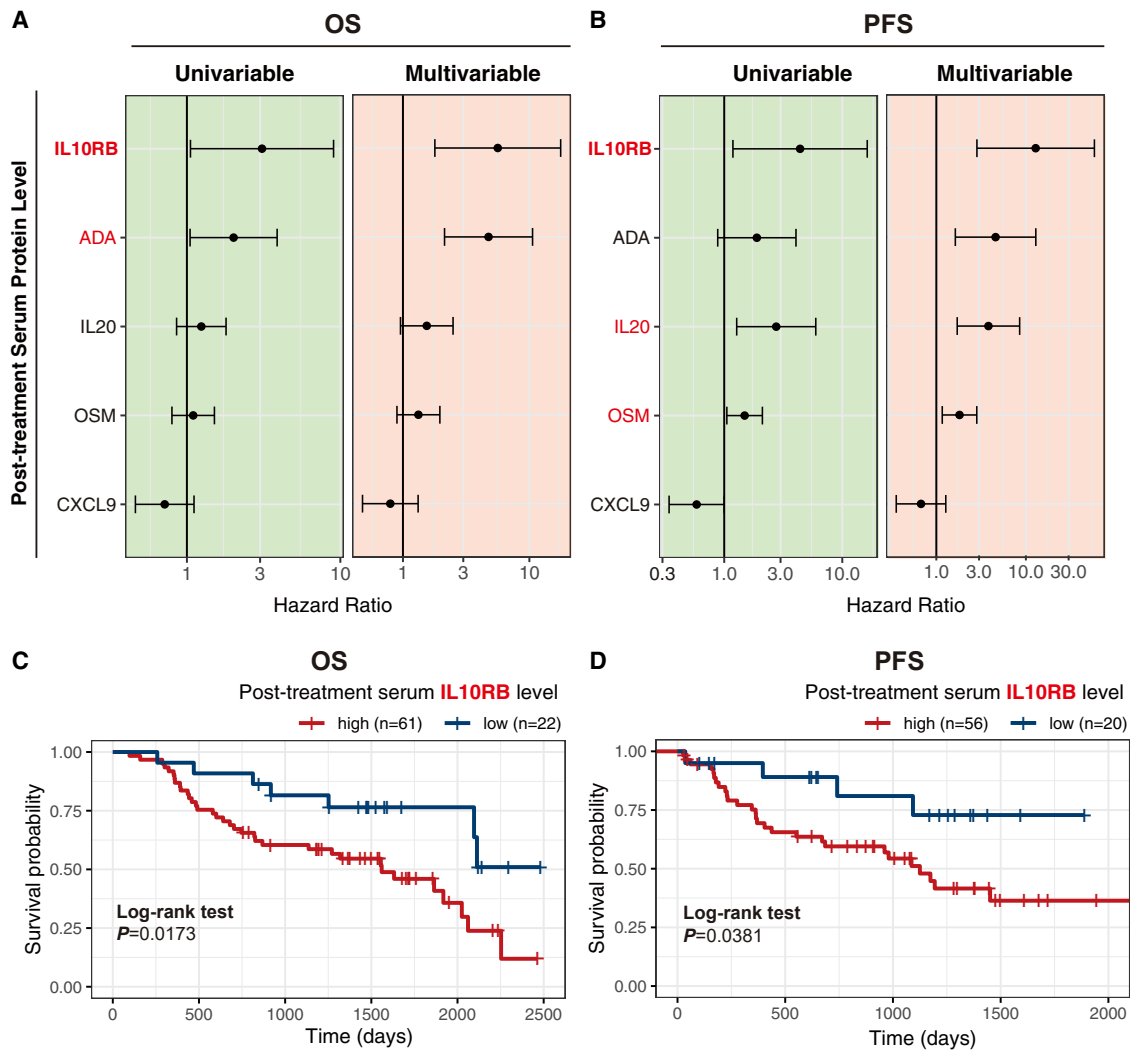 A
OS
Univariable
Multivariable
Post-treatment Serum Protein Level
IL10RB
ADA
IL20
OSM
CXCL9
1
3
10
1
3
10
Hazard Ratio
B
PFS
Univariable
Multivariable
IL10RB
ADA
IL20
OSM
CXCL9
0.3
1.0
3.0
10.0
1.0
3.0
10.0
30.0
Hazard Ratio
C
OS
Post-treatment serum IL10RB level
high (n=61)
low (n=22)
Survival probability
1.00
0.75
0.50
0.25
0.00
Log-rank test
P=0.0173
0
500
1000
1500
2000
2500
Time (days)
D
PFS
Post-treatment serum IL10RB level
high (n=56)
low (n=20)
Survival probability
1.00
0.75
0.50
0.25
0.00
Log-rank test
P=0.0381
0
500
1000
1500
2000
Time (days)